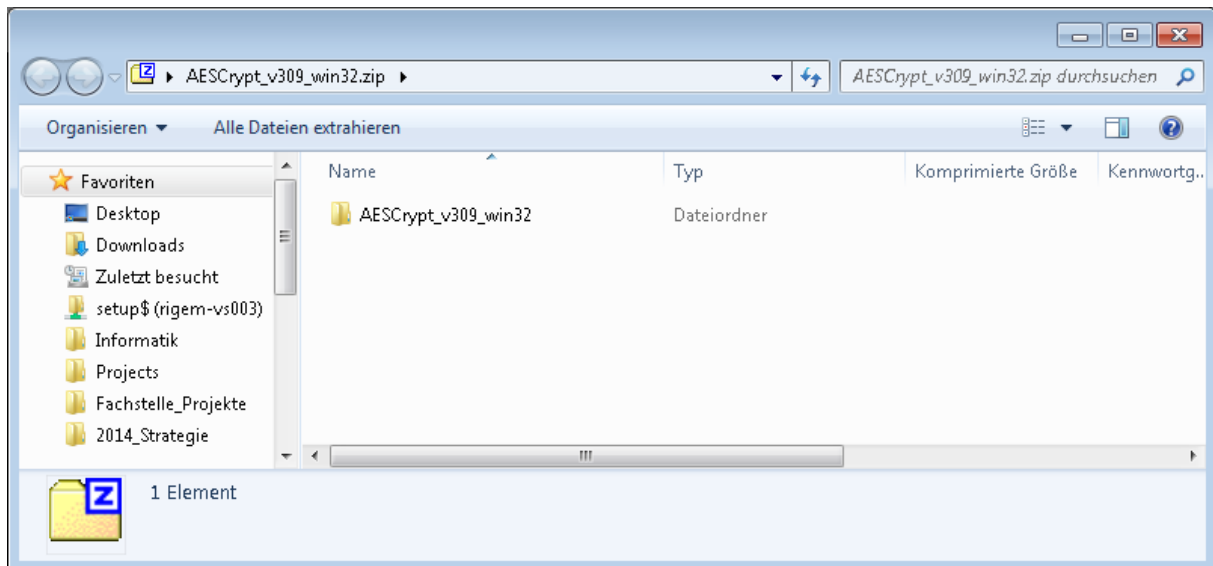 AESCrypt_v309_win32.zip
AESCrypt_v309_win32.zip durchsuchen
Organisieren Alle Dateien extrahieren
Favoriten
Desktop
Downloads
Zuletzt besucht
setup$ (rigem-vs003)
Informatik
Projects
Fachstelle_Projekte
2014_Strategie
Name Typ Komprimierte Größe Kennwortg..
AESCrypt_v309_win32 Dateiordner
Z 1 Element